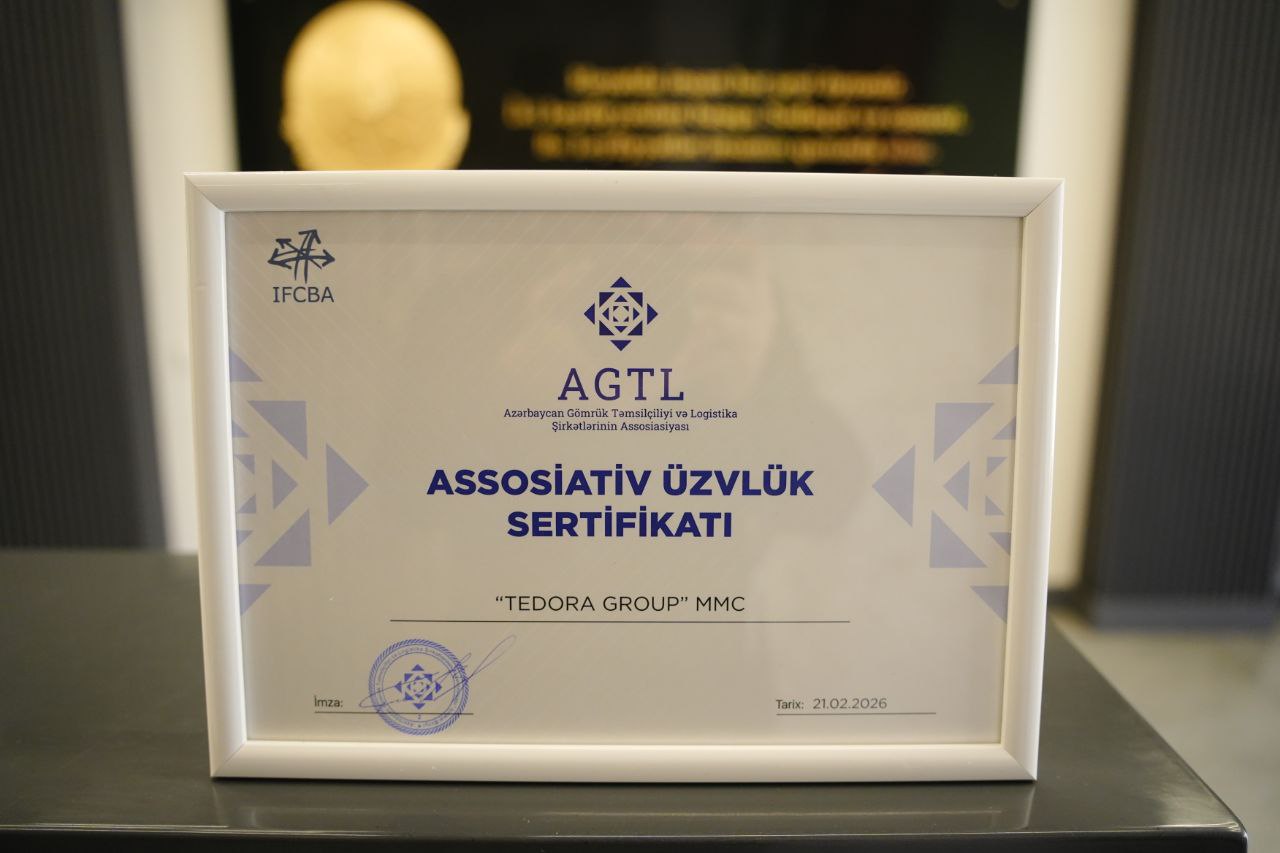 IFCBA
AGTL
Azərbaycan Gömrük Təmsilçiliyi və Logistika
Şirkətlərinin Assosiasiyası
ASSOSİATİV ÜZVLÜK
SERTİFİKATI
“TEDORA GROUP” MMC
İmza:
Tarix: 21.02.2026